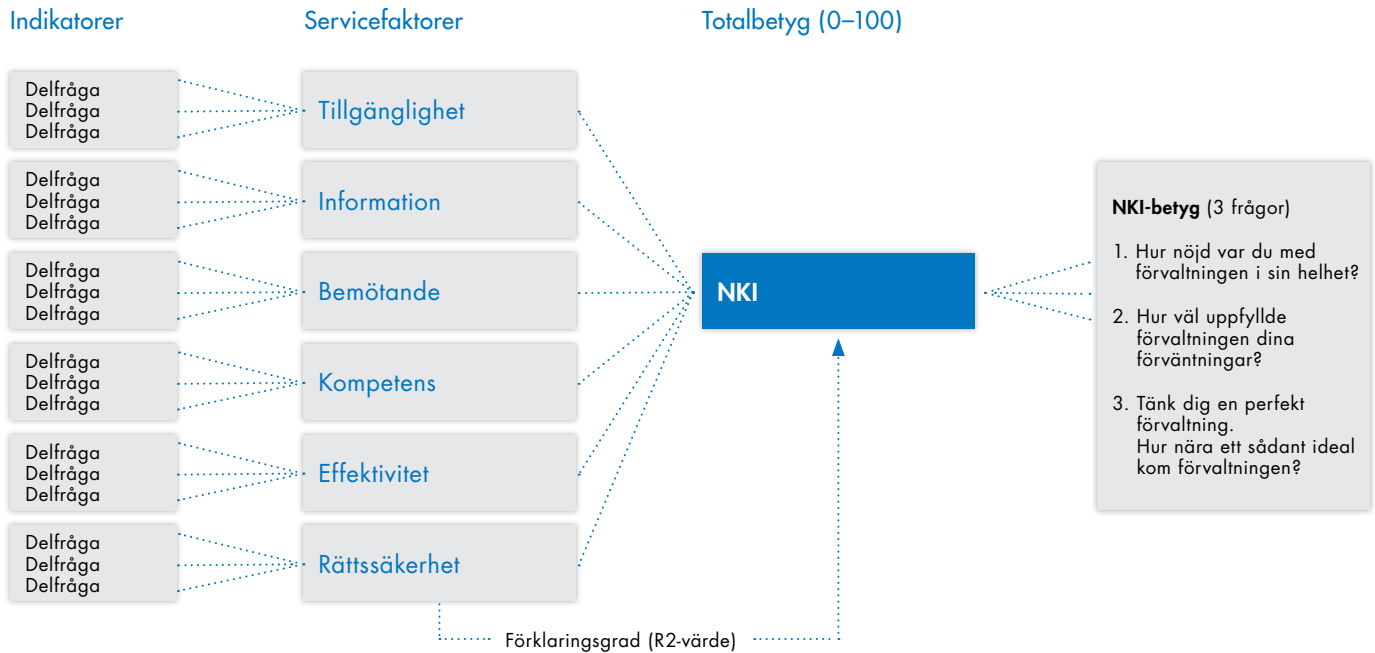 Indikatorer
Servicefaktorer
Totalbetyg (0–100)
Delfråga
Delfråga
Delfråga
Tillgänglighet
Delfråga
Delfråga
Delfråga
Information
Delfråga
Delfråga
Delfråga
Bemötande
Delfråga
Delfråga
Delfråga
Kompetens
Delfråga
Delfråga
Delfråga
Effektivitet
Delfråga
Delfråga
Delfråga
Rättssäkerhet
NKI
Förklaringsgrad (R2-värde)
NKI-betyg (3 frågor)
1. Hur nöjd var du med
förvaltningen i sin helhet?
2. Hur väl uppfyllde
förvaltningen dina
förväntningar?
3. Tänk dig en perfekt
förvaltning.
Hur nära ett sådant ideal
kom förvaltningen?